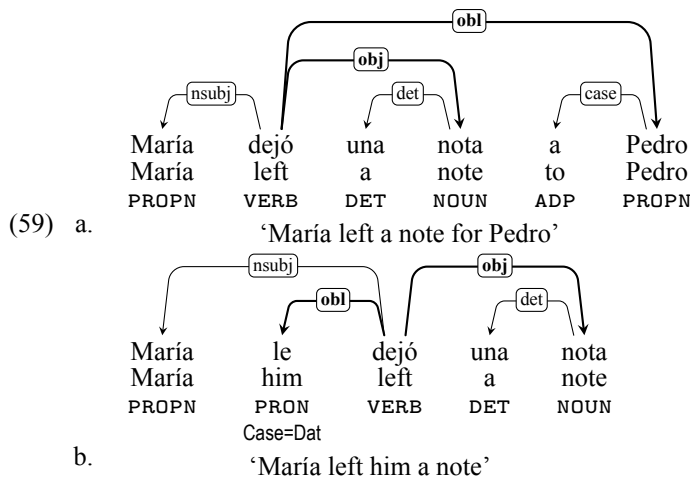 obl
obj
nsubj det case
María dejó una nota a Pedro
María left a note to Pedro
PROPN VERB DET NOUN ADP PROPN
(59) a. ‘María left a note for Pedro’
nsubj obj
obl det
María le dejó una nota
María him left a note
PROPN PRON VERB DET NOUN
Case=Dat
b. ‘María left him a note’